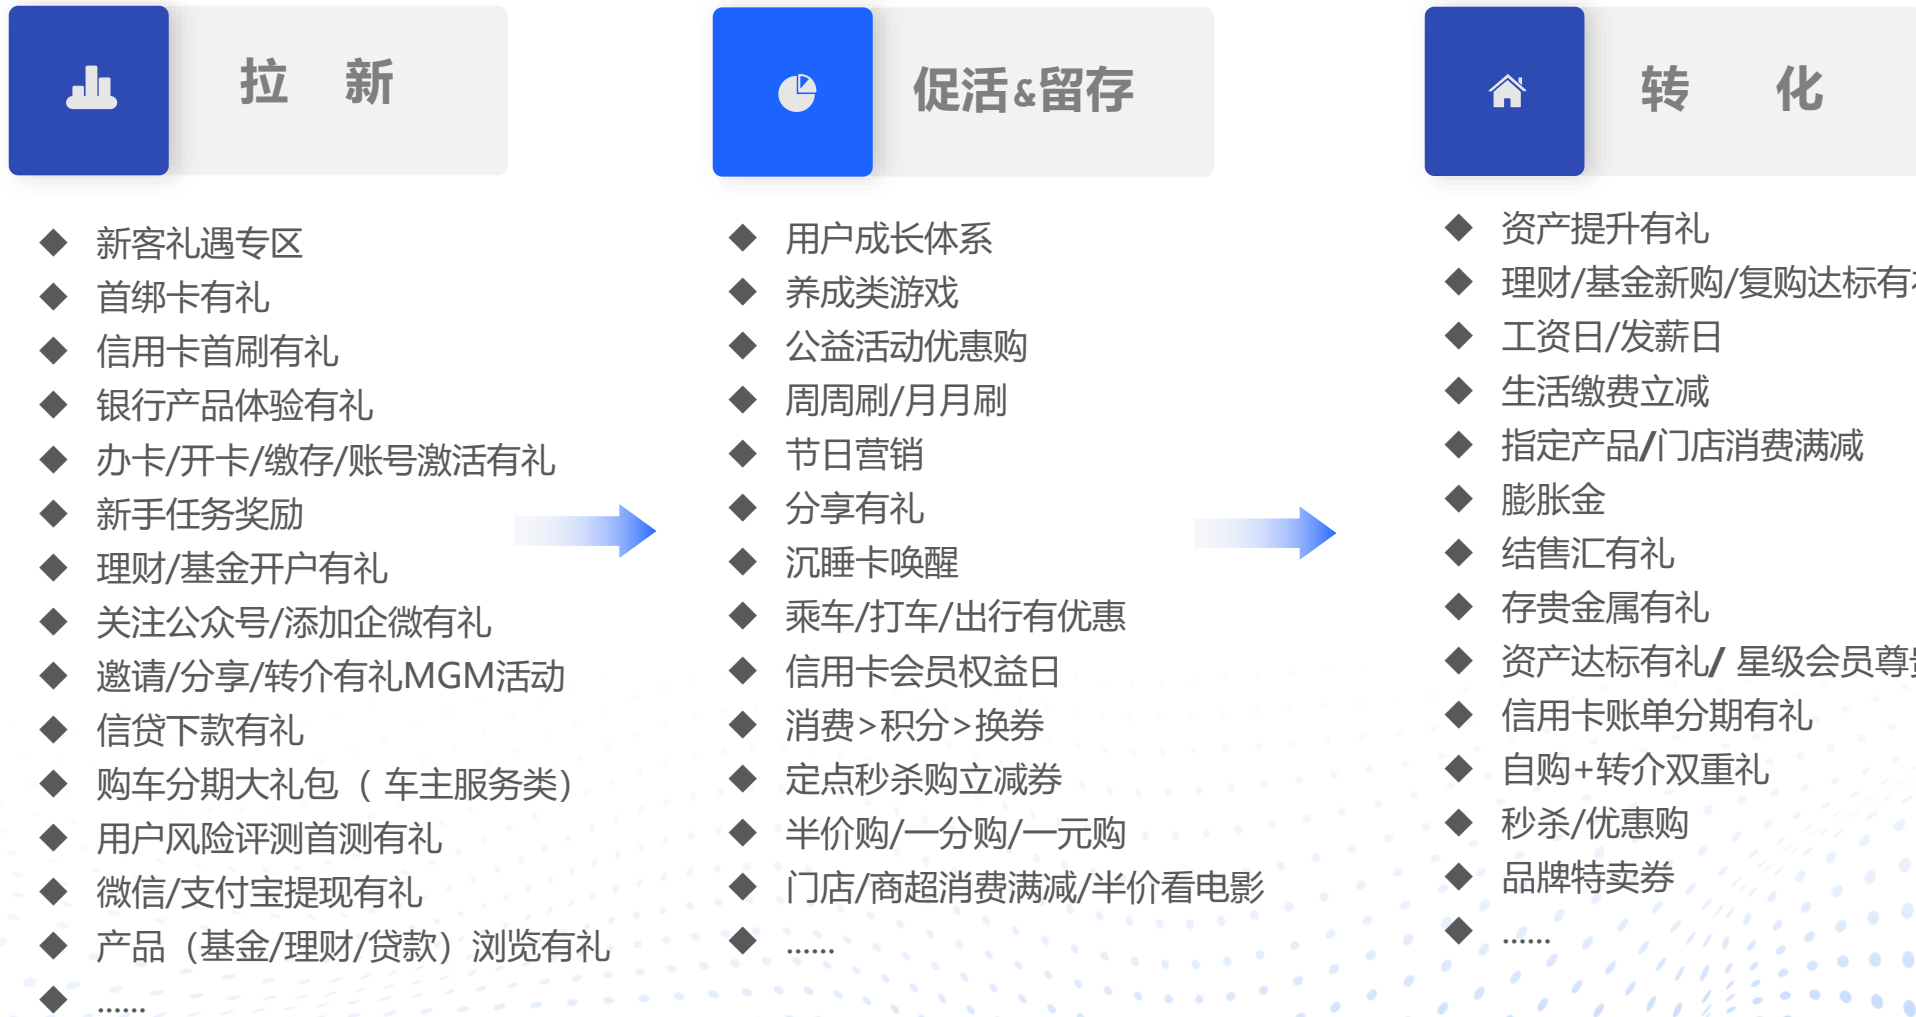 拉 新
新客礼遇专区
首绑卡有礼
信用卡首刷有礼
银行产品体验有礼
办卡/开卡/缴存/账号激活有礼
新手任务奖励
理财/基金开户有礼
关注公众号/添加企微有礼
邀请/分享/转介有礼MGM活动
信贷下款有礼
购车分期大礼包（ 车主服务类）
用户风险评测首测有礼
微信/支付宝提现有礼
产品（基金/理财/贷款）浏览有礼
......
促活&留存
用户成长体系
养成类游戏
公益活动优惠购
周周刷/月月刷
节日营销
分享有礼
沉睡卡唤醒
乘车/打车/出行有优惠
信用卡会员权益日
消费>积分>换券
定点秒杀购立减券
半价购/一分购/一元购
门店/商超消费满减/半价看电影
......
转 化
资产提升有礼
理财/基金新购/复购达标有
工资日/发薪日
生活缴费立减
指定产品/门店消费满减
膨胀金
结售汇有礼
存贵金属有礼
资产达标有礼/ 星级会员尊
信用卡账单分期有礼
自购+转介双重礼
秒杀/优惠购
品牌特卖券
......